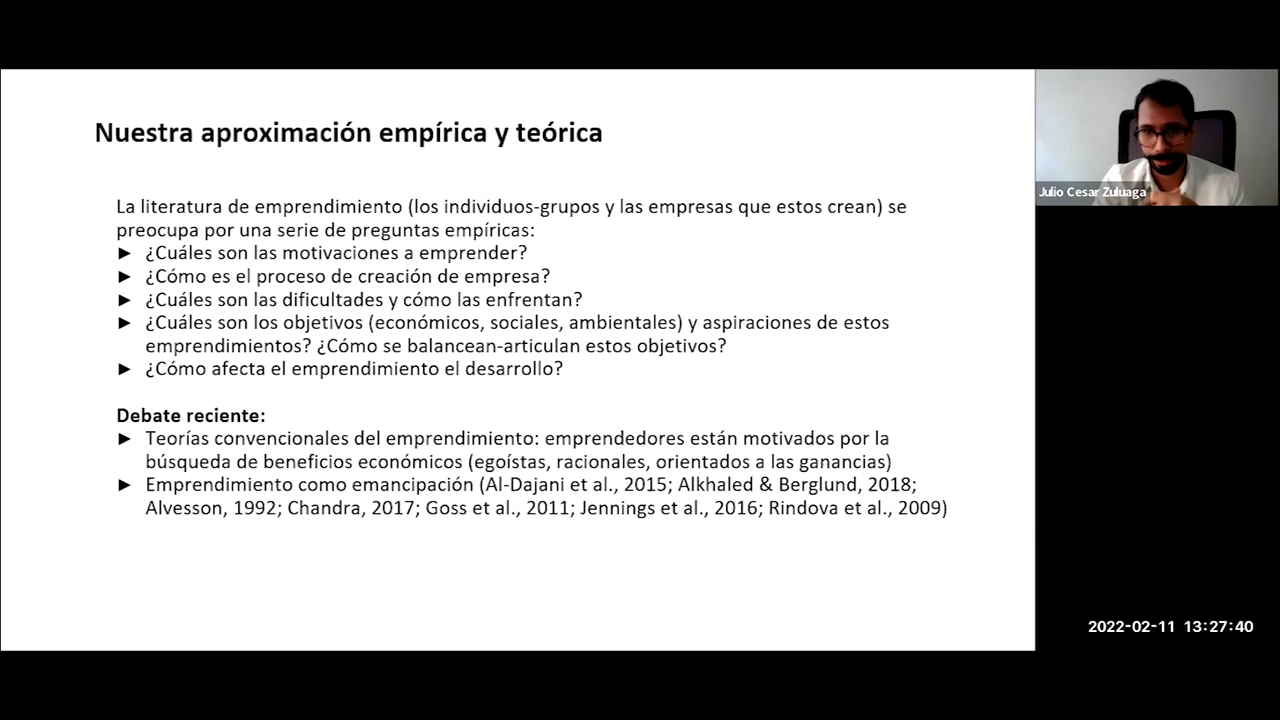 Nuestra aproximación empírica y teórica
La literatura de emprendimiento (los individuos-grupos y las empresas que estos crean) se
preocupa por una serie de preguntas empíricas:
► ¿Cuáles son las motivaciones a emprender?
► ¿Cómo es el proceso de creación de empresa?
► ¿Cuáles son las dificultades y cómo las enfrentan?
► ¿Cuáles son los objetivos (económicos, sociales, ambientales) y aspiraciones de estos
emprendimientos? ¿Cómo se balancean-articulan estos objetivos?
► ¿Cómo afecta el emprendimiento el desarrollo?
Debate reciente:
► Teorías convencionales del emprendimiento: emprendedores están motivados por la
búsqueda de beneficios económicos (egoístas, racionales, orientados a las ganancias)
► Emprendimiento como emancipación (Al-Dajani et al., 2015; Alkhaled & Berglund, 2018;
Alvesson, 1992; Chandra, 2017; Goss et al., 2011; Jennings et al., 2016; Rindova et al., 2009)
Julio Cesar Zuluaga
2022-02-11 13:27:40